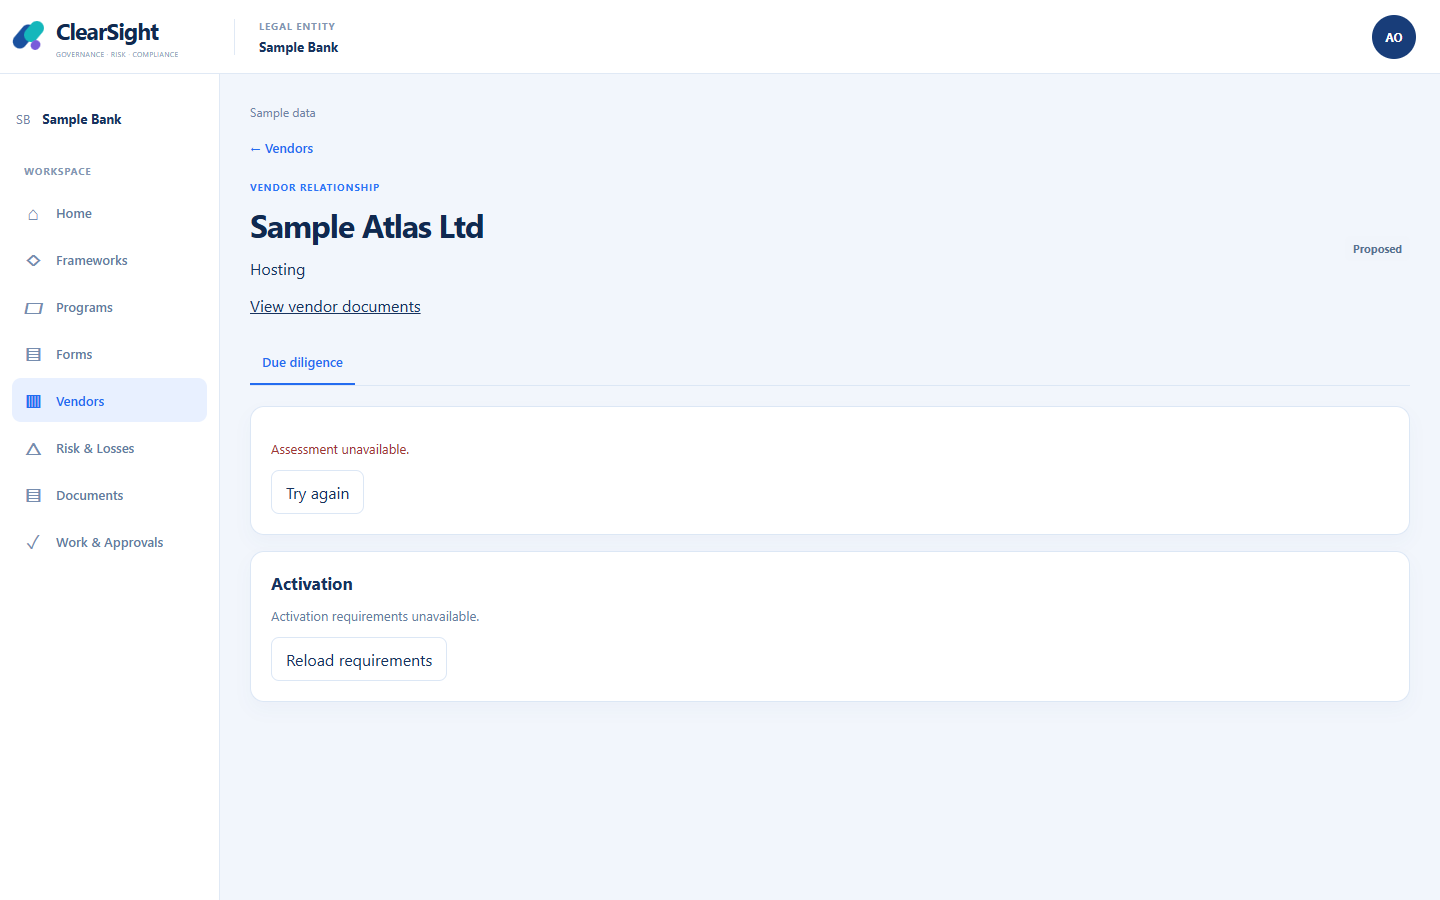 ClearSight
GOVERNANCE · RISK · COMPLIANCE
LEGAL ENTITY
Sample Bank
AO
SB Sample Bank
WORKSPACE
Home
Frameworks
Programs
Forms
Vendors
Risk & Losses
Documents
Work & Approvals
Sample data
← Vendors
VENDOR RELATIONSHIP
Sample Atlas Ltd
Proposed
Hosting
View vendor documents
Due diligence
Assessment unavailable.
Try again
Activation
Activation requirements unavailable.
Reload requirements